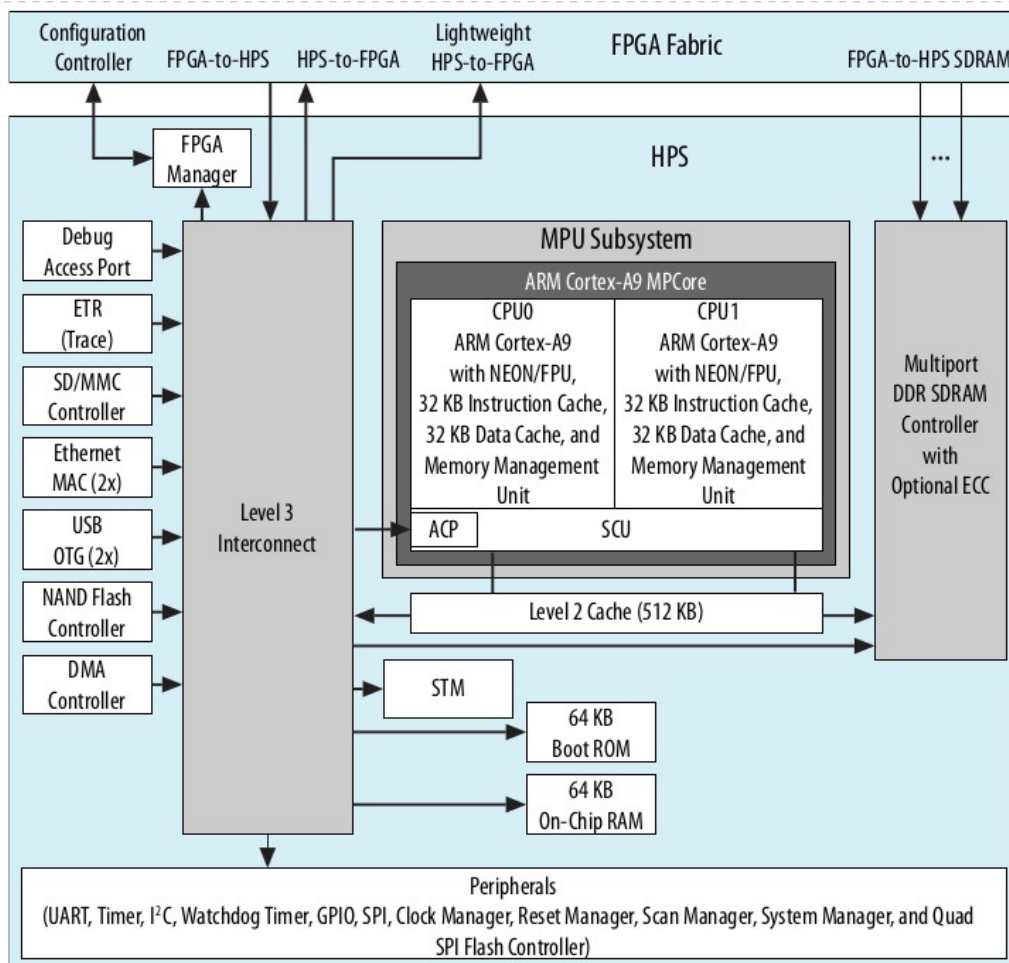 Configuration
Controller
FPGA-to-HPS
HPS-to-FPGA
Lightweight
HPS-to-FPGA
FPGA Fabric
FPGA-to-HPS SDRAM
FPGA
Manager
HPS
...
Debug
Access Port
ETR
(Trace)
SD/MMC
Controller
Ethernet
MAC (2x)
USB
OTG (2x)
NAND Flash
Controller
DMA
Controller
Level 3
Interconnect
MPU Subsystem
ARM Cortex-A9 MPCore
CPU0
ARM Cortex-A9
with NEON/FPU,
32 KB Instruction Cache,
32 KB Data Cache, and
Memory Management
Unit
CPU1
ARM Cortex-A9
with NEON/FPU,
32 KB Instruction Cache,
32 KB Data Cache, and
Memory Management
Unit
ACP
SCU
Level 2 Cache (512 KB)
Multiport
DDR SDRAM
Controller
with
Optional ECC
STM
64 KB
Boot ROM
64 KB
On-Chip RAM
Peripherals
(UART, Timer, I²C, Watchdog Timer, GPIO, SPI, Clock Manager, Reset Manager, Scan Manager, System Manager, and Quad
SPI Flash Controller)